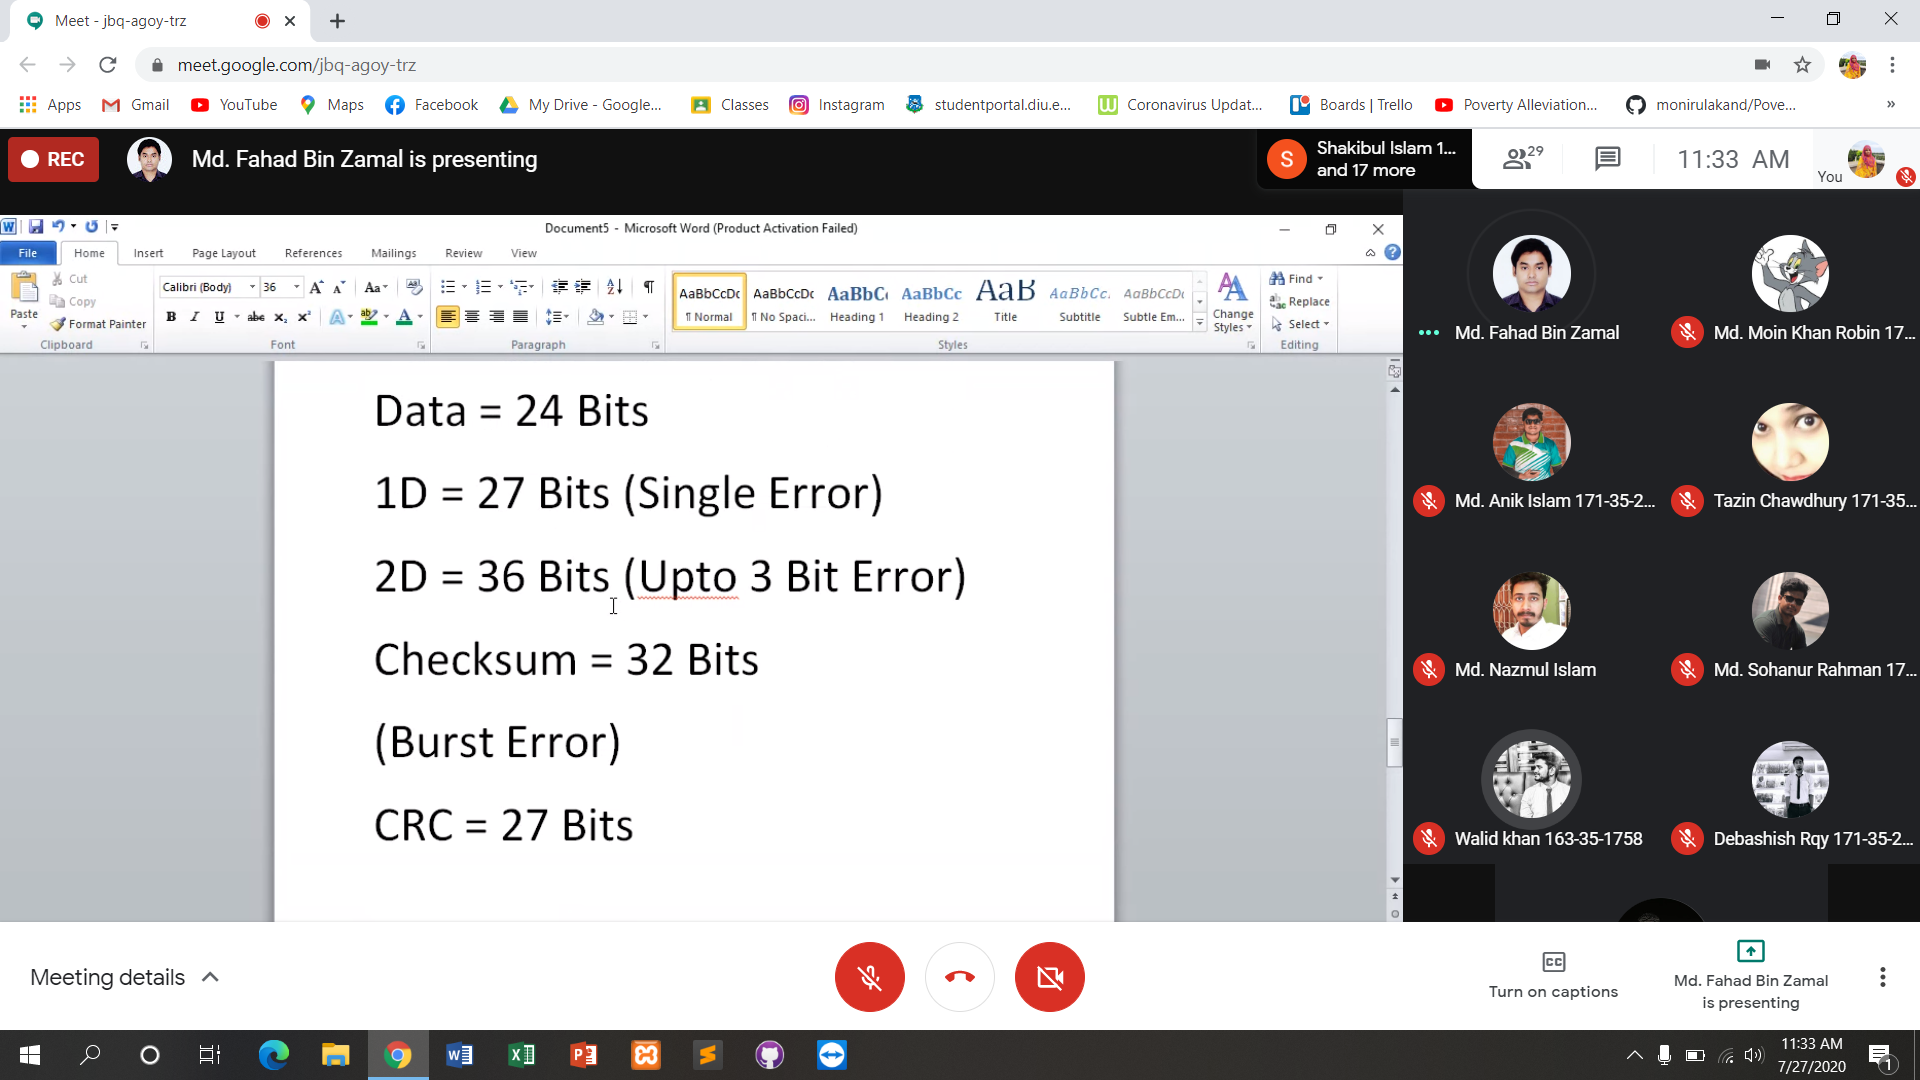 Meet - jbq-agoy-trz
meet.google.com/jbq-agoy-trz
Apps Gmail YouTube Maps Facebook My Drive - Google... Classes Instagram studentportal.diu.e... Coronavirus Updat... Boards | Trello Poverty Alleviation... monirulakand/Pove... »
REC Md. Fahad Bin Zamal is presenting
S Shakibul Islam 1...
and 17 more
29 11:33 AM
You
Document5 - Microsoft Word (Product Activation Failed)
File Home Insert Page Layout References Mailings Review View
Paste Cut
Copy
Format Painter
Calibri (Body) 36
AaBbCcDc AaBbCcDc AaBbCc AaBbCc AaB AaBbCc. AaBbCcDc
¶ Normal ¶ No Spaci... Heading 1 Heading 2 Title Subtitle Subtle Em...
Change
Styles
Find
Replace
Select
Clipboard Font Paragraph Styles Editing
Data = 24 Bits
1D = 27 Bits (Single Error)
2D = 36 Bits (Upto 3 Bit Error)
Checksum = 32 Bits
(Burst Error)
CRC = 27 Bits
Md. Fahad Bin Zamal Md. Moin Khan Robin 17...
Md. Anik Islam 171-35-2... Tazin Chawdhury 171-35...
Md. Nazmul Islam Md. Sohanur Rahman 17...
Walid khan 163-35-1758 Debashish Rqy 171-35-2...
Meeting details
Turn on captions
Md. Fahad Bin Zamal
is presenting
11:33 AM
7/27/2020
1